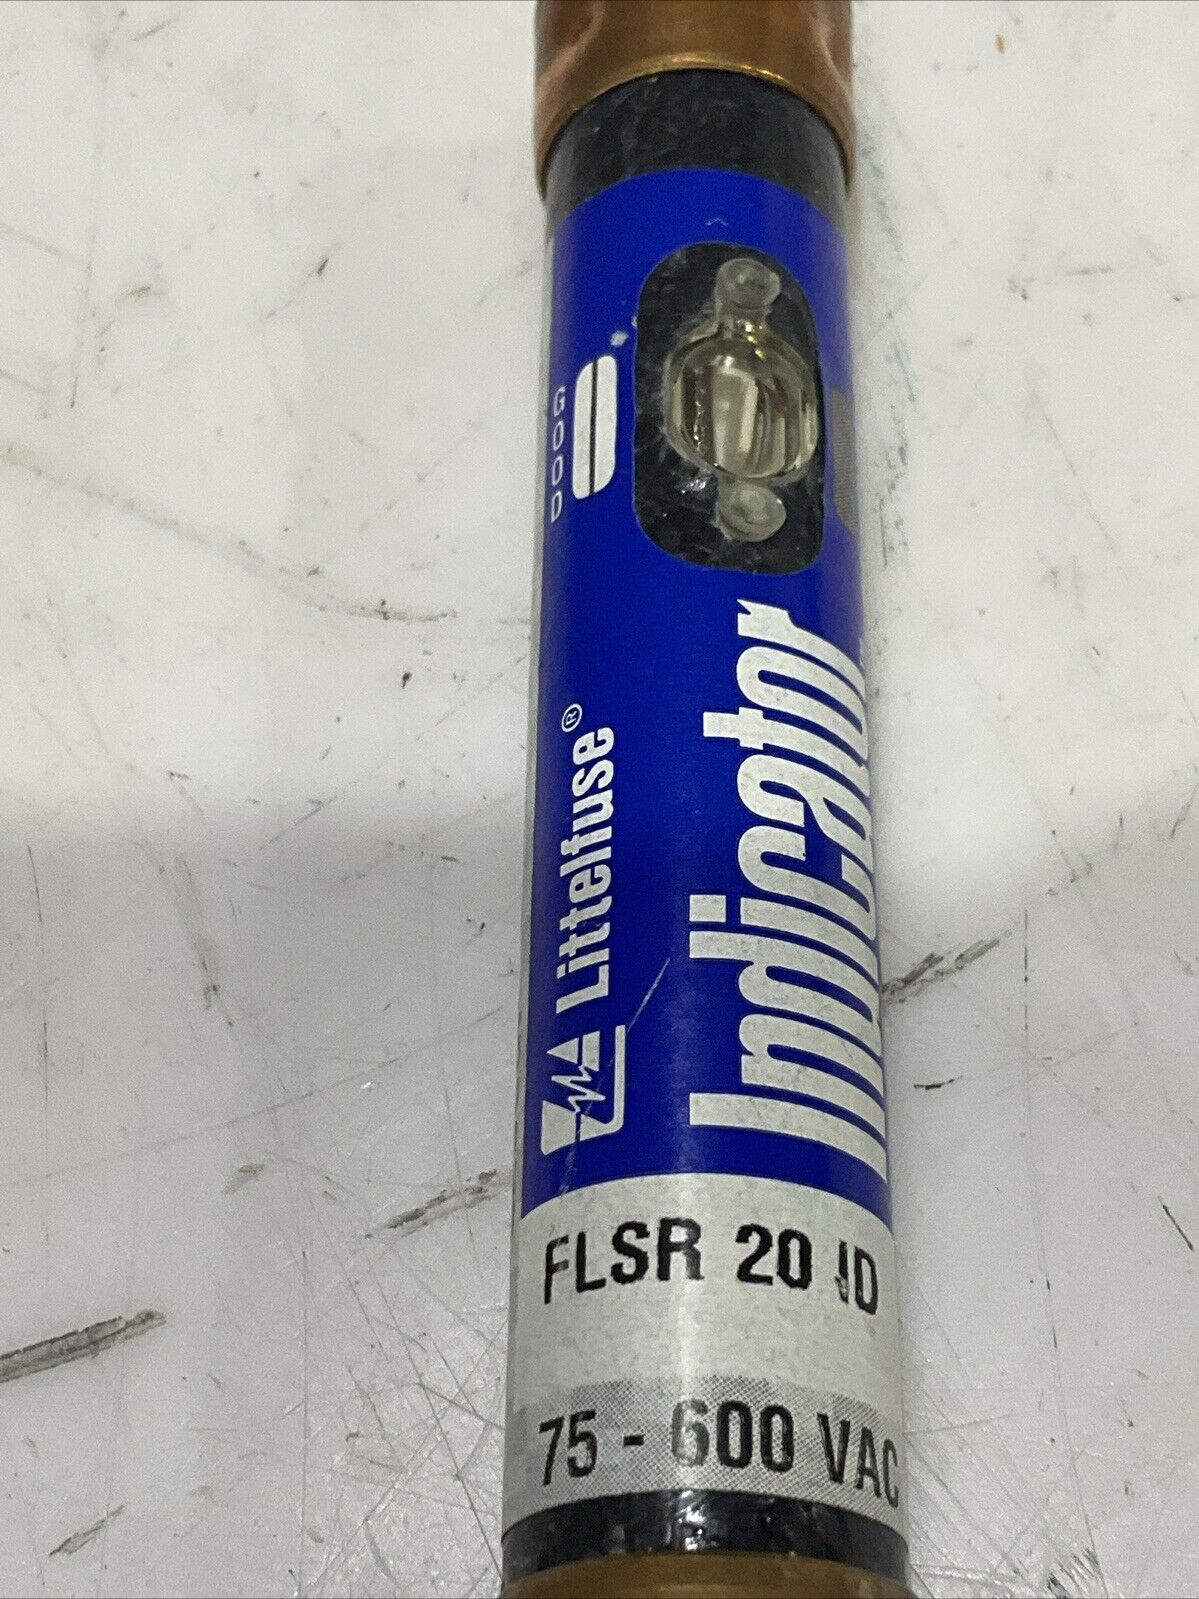 GOOD
Littelfuse®
Indicator
FLSR 20 ID
75 - 600 VAC